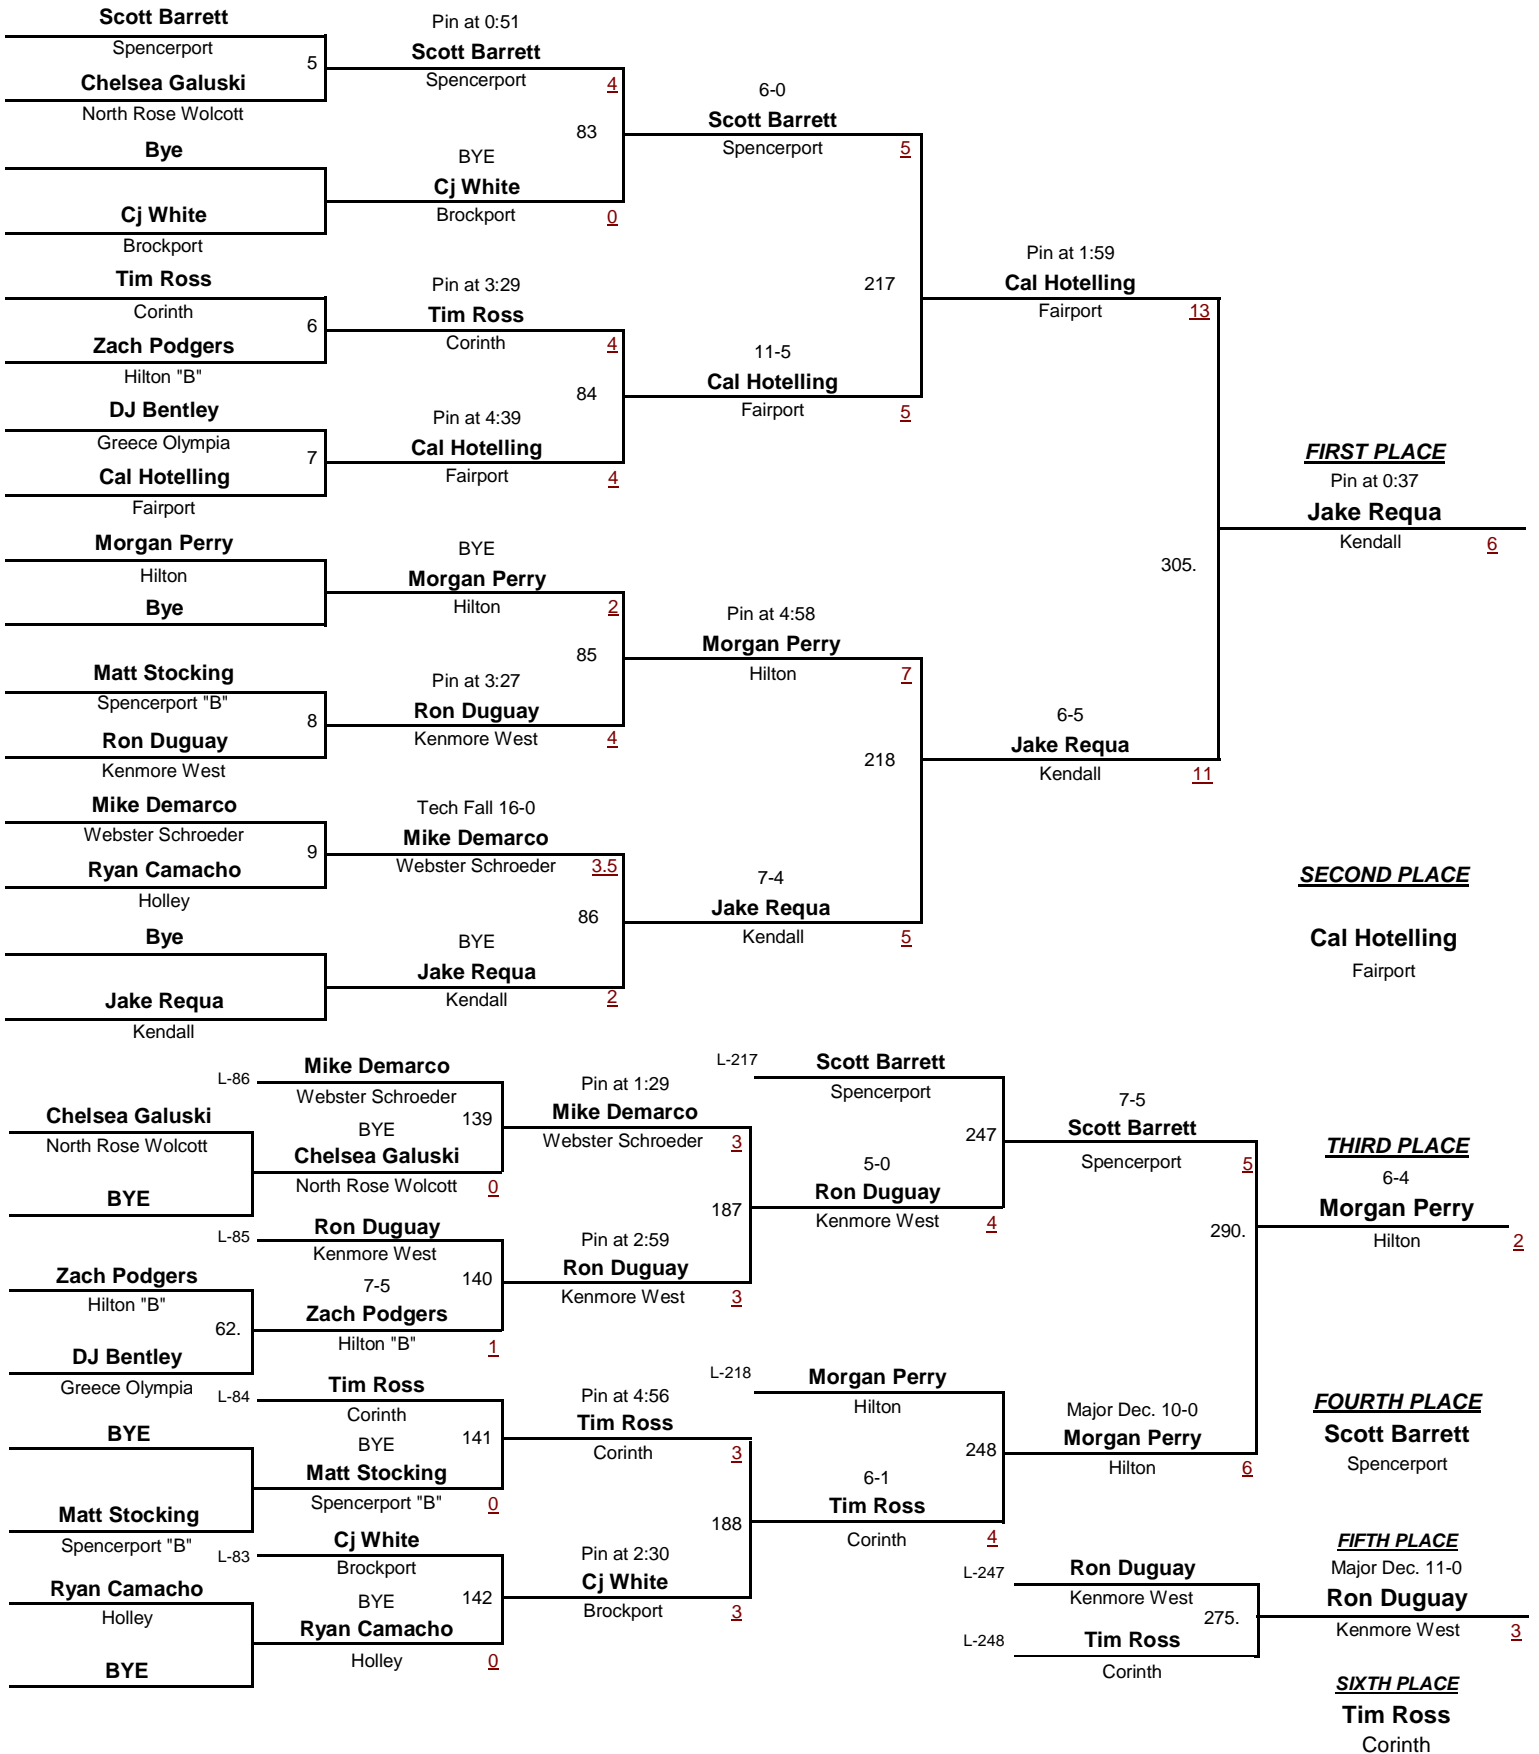 Scott Barrett
Spencerport
5
Chelsea Galuski
North Rose Wolcott
Bye
Cj White
Brockport
Tim Ross
Corinth
6
Zach Podgers
Hilton "B"
DJ Bentley
Greece Olympia
7
Cal Hotelling
Fairport
Morgan Perry
Hilton
Bye
Matt Stocking
Spencerport "B"
8
Ron Duguay
Kenmore West
Mike Demarco
Webster Schroeder
9
Ryan Camacho
Holley
Bye
Jake Requa
Kendall
Pin at 0:51
Scott Barrett
Spencerport 4
83
BYE
Cj White
Brockport 0
Pin at 3:29
Tim Ross
Corinth 4
84
Pin at 4:39
Cal Hotelling
Fairport 4
BYE
Morgan Perry
Hilton 2
85
Pin at 3:27
Ron Duguay
Kenmore West 4
Tech Fall 16-0
Mike Demarco
Webster Schroeder 3.5
86
BYE
Jake Requa
Kendall 2
6-0
Scott Barrett
Spencerport 5
217
11-5
Cal Hotelling
Fairport 5
Pin at 4:58
Morgan Perry
Hilton 7
218
7-4
Jake Requa
Kendall 5
Pin at 1:59
Cal Hotelling
Fairport 13
305.
6-5
Jake Requa
Kendall 11
FIRST PLACE
Pin at 0:37
Jake Requa
Kendall 6
SECOND PLACE
Cal Hotelling
Fairport
Chelsea Galuski
North Rose Wolcott
BYE
Zach Podgers
Hilton "B"
62.
DJ Bentley
Greece Olympia
BYE
Matt Stocking
Spencerport "B"
Ryan Camacho
Holley
BYE
L-86 Mike Demarco
Webster Schroeder
139
BYE
Chelsea Galuski
North Rose Wolcott 0
L-85 Ron Duguay
Kenmore West
140
7-5
Zach Podgers
Hilton "B" 1
L-84 Tim Ross
Corinth
141
BYE
Matt Stocking
Spencerport "B" 0
L-83 Cj White
Brockport
142
BYE
Ryan Camacho
Holley 0
Pin at 1:29
Mike Demarco
Webster Schroeder 3
187
Pin at 2:59
Ron Duguay
Kenmore West 3
Pin at 4:56
Tim Ross
Corinth 3
188
Pin at 2:30
Cj White
Brockport 3
L-217 Scott Barrett
Spencerport
247
5-0
Ron Duguay
Kenmore West 4
L-218 Morgan Perry
Hilton
248
6-1
Tim Ross
Corinth 4
7-5
Scott Barrett
Spencerport 5
290.
Major Dec. 10-0
Morgan Perry
Hilton 6
L-247 Ron Duguay
Kenmore West
275.
L-248 Tim Ross
Corinth
THIRD PLACE
6-4
Morgan Perry
Hilton 2
FOURTH PLACE
Scott Barrett
Spencerport
FIFTH PLACE
Major Dec. 11-0
Ron Duguay
Kenmore West 3
SIXTH PLACE
Tim Ross
Corinth